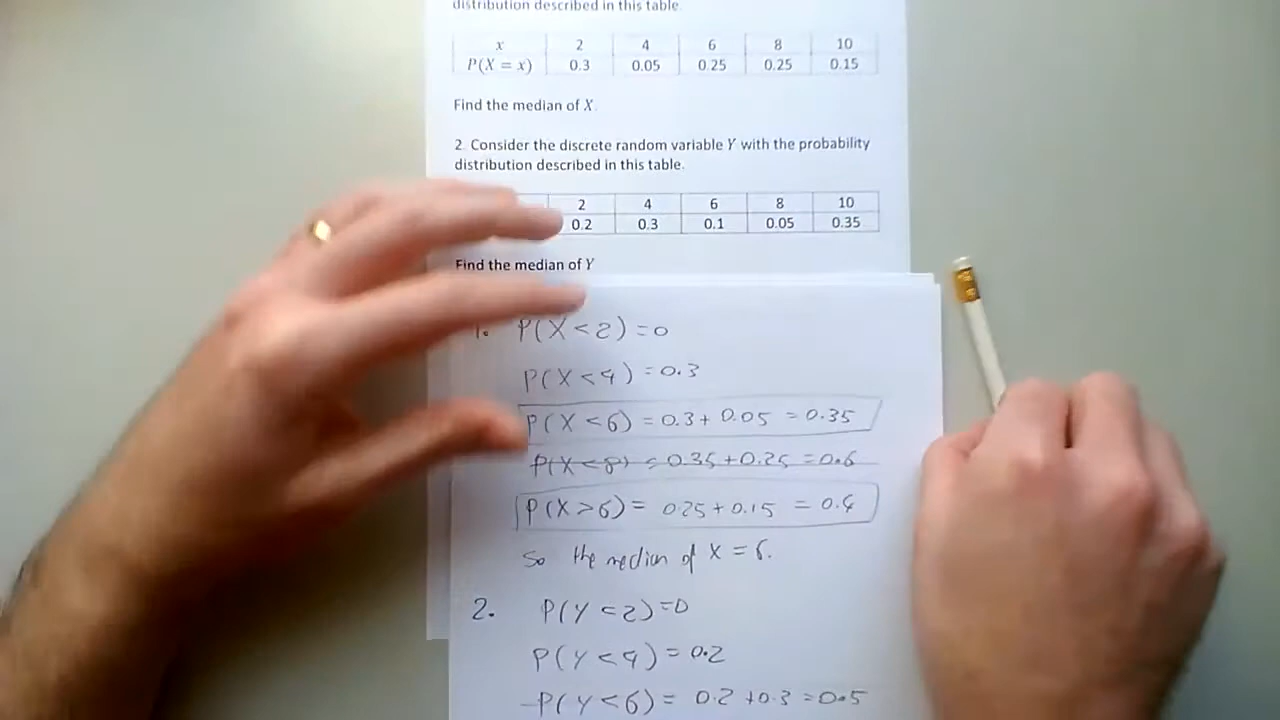 distribution described in this table.
x 2 4 6 8 10
P(X = x) 0.3 0.05 0.25 0.25 0.15
Find the median of X.
2. Consider the discrete random variable Y with the probability
distribution described in this table.
2 4 6 8 10
0.2 0.3 0.1 0.05 0.35
Find the median of Y
1. P(X<2)=0
P(X<4)=0.3
P(X<6)=0.3+0.05=0.35
P(X<8)=0.35+0.25=0.6
P(X>6)=0.25+0.15=0.4
So the median of X=6.
2. P(Y<2)=0
P(Y<4)=0.2
P(Y<6)=0.2+0.3=0.5